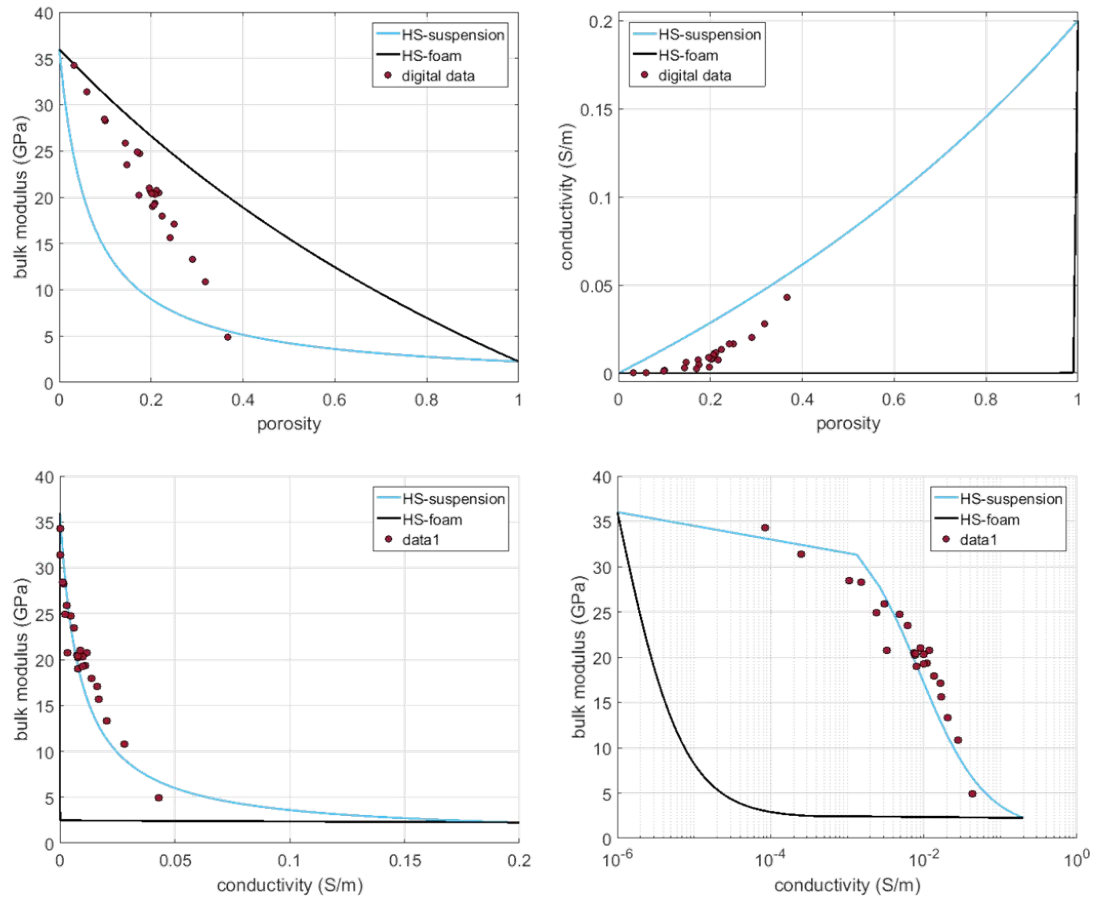 40
35
30
25
20
15
10
5
0
bulk modulus (GPa)
0 0.2 0.4 0.6 0.8 1
porosity
HS-suspension
HS-foam
digital data
0.2
0.15
0.1
0.05
0
conductivity (S/m)
0 0.2 0.4 0.6 0.8 1
porosity
HS-suspension
HS-foam
digital data
40
35
30
25
20
15
10
5
0
bulk modulus (GPa)
0 0.05 0.1 0.15 0.2
conductivity (S/m)
HS-suspension
HS-foam
data1
40
35
30
25
20
15
10
5
0
bulk modulus (GPa)
10⁻⁶ 10⁻⁴ 10⁻² 10⁰
conductivity (S/m)
HS-suspension
HS-foam
data1